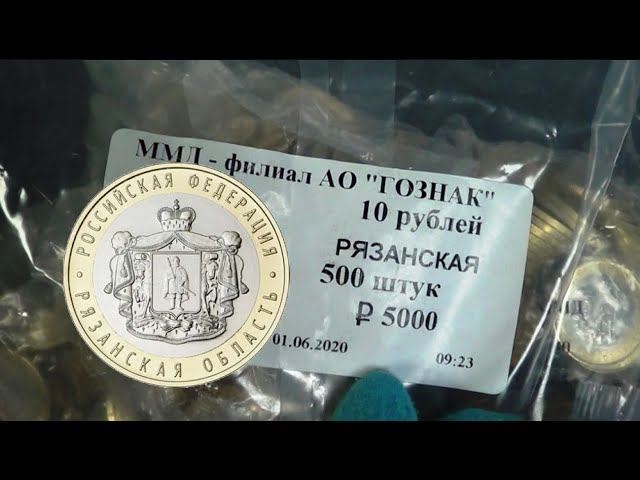 ММД - филиал АО "ГОЗНАК"
10 рублей
РЯЗАНСКАЯ
500 штук
₽ 5000
01.06.2020 09:23
РОССИЙСКАЯ ФЕДЕРАЦИЯ
РЯЗАНСКАЯ ОБЛАСТЬ